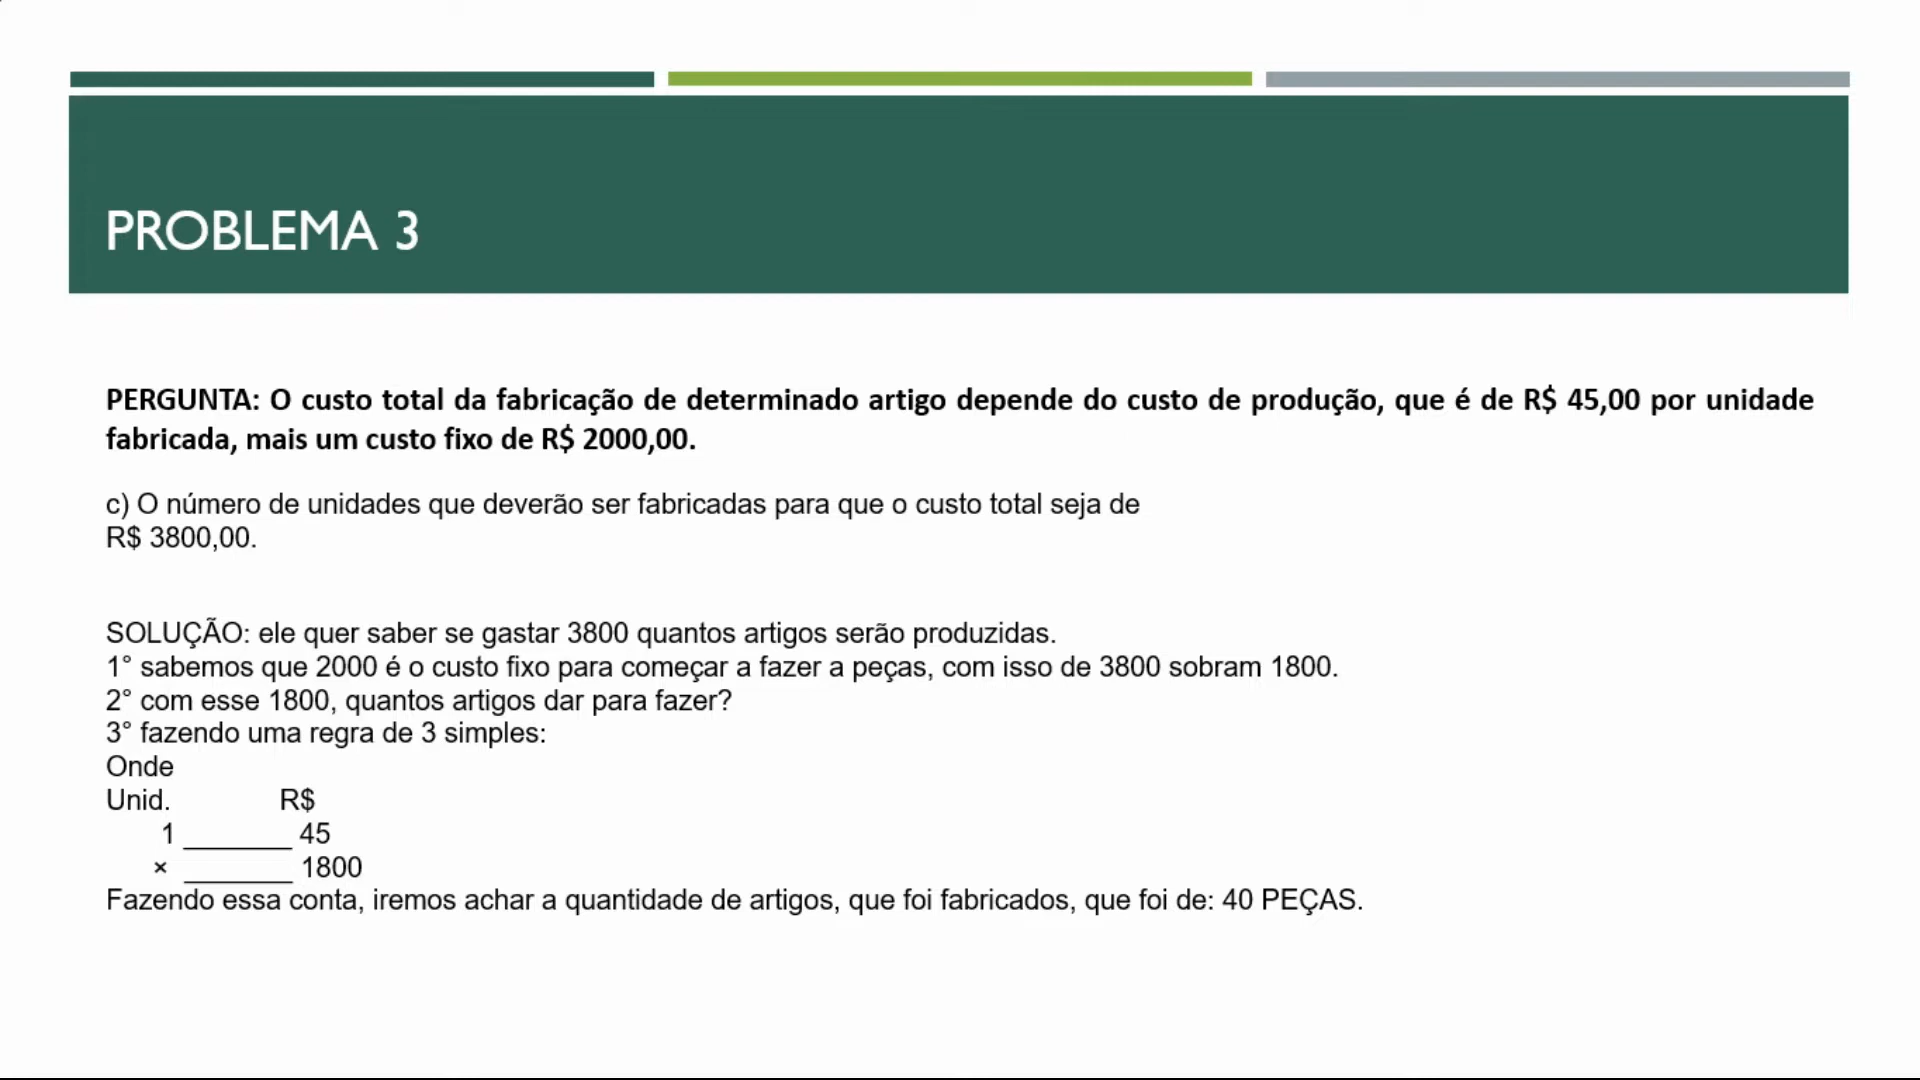 PROBLEMA 3
PERGUNTA: O custo total da fabricação de determinado artigo depende do custo de produção, que é de R$ 45,00 por unidade
fabricada, mais um custo fixo de R$ 2000,00.
c) O número de unidades que deverão ser fabricadas para que o custo total seja de
R$ 3800,00.
SOLUÇÃO: ele quer saber se gastar 3800 quantos artigos serão produzidas.
1° sabemos que 2000 é o custo fixo para começar a fazer a peças, com isso de 3800 sobram 1800.
2° com esse 1800, quantos artigos dar para fazer?
3° fazendo uma regra de 3 simples:
Onde
Unid. R$
1 _______ 45
× _______ 1800
Fazendo essa conta, iremos achar a quantidade de artigos, que foi fabricados, que foi de: 40 PEÇAS.